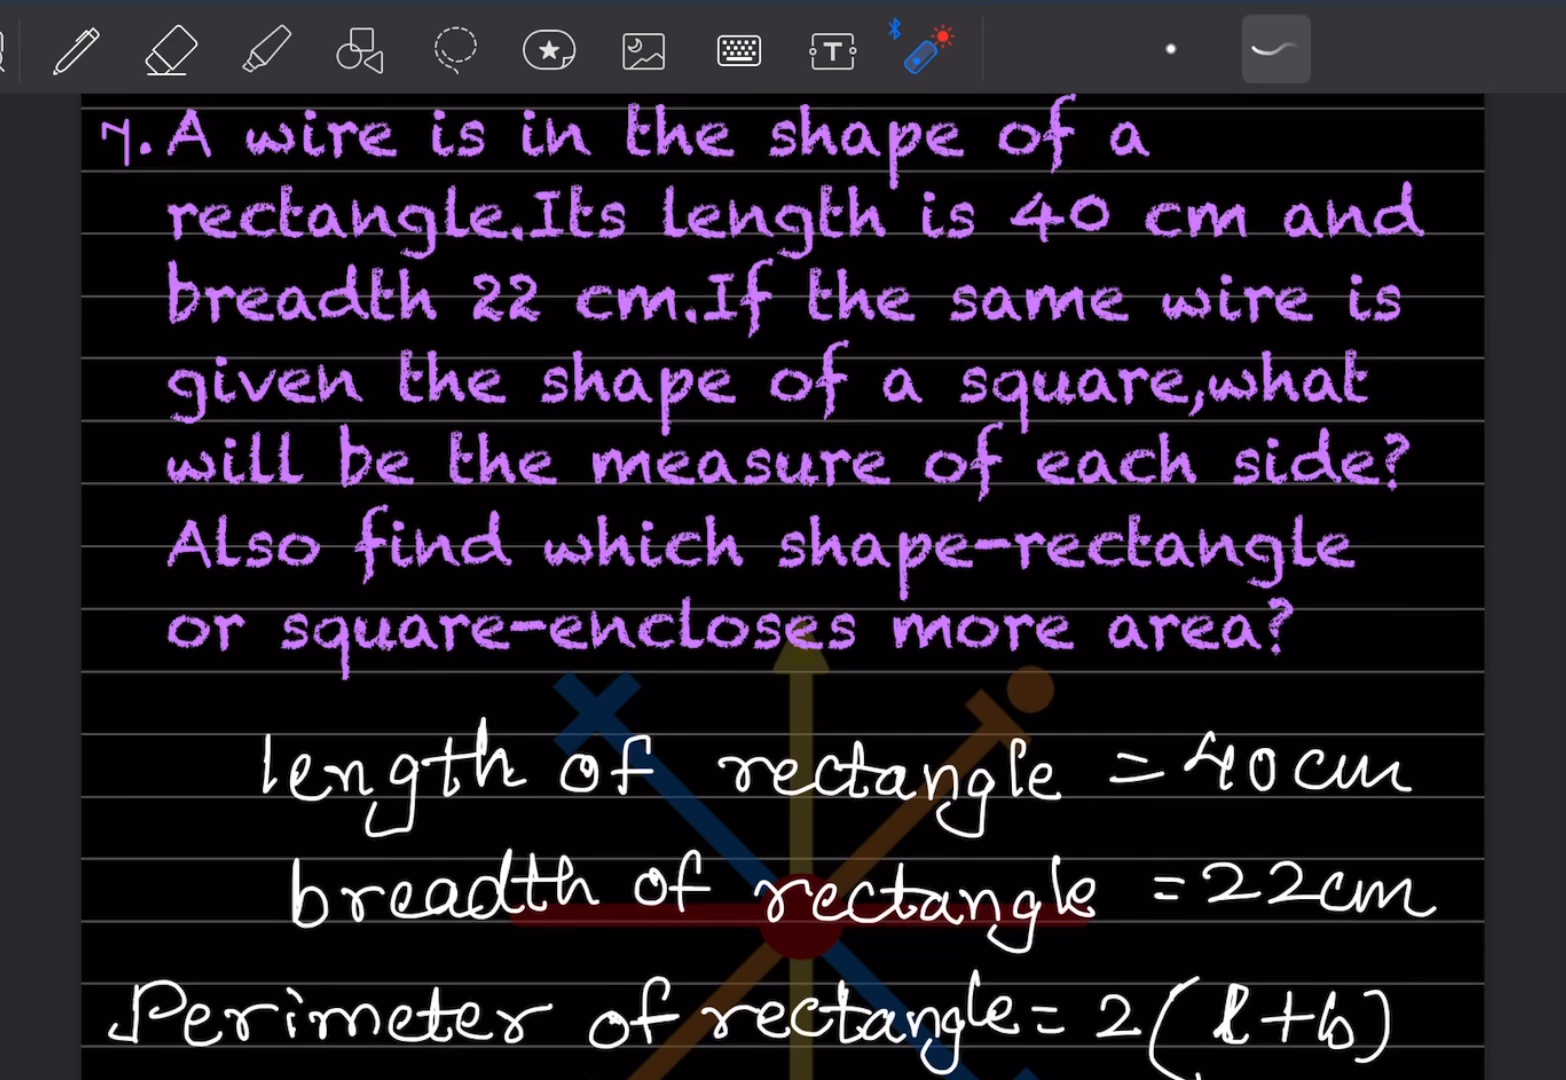 7. A wire is in the shape of a
rectangle.Its length is 40 cm and
breadth 22 cm.If the same wire is
given the shape of a square,what
will be the measure of each side?
Also find which shape-rectangle
or square-encloses more area?
length of rectangle = 40cm
breadth of rectangle = 22cm
Perimeter of rectangle = 2(l+b)